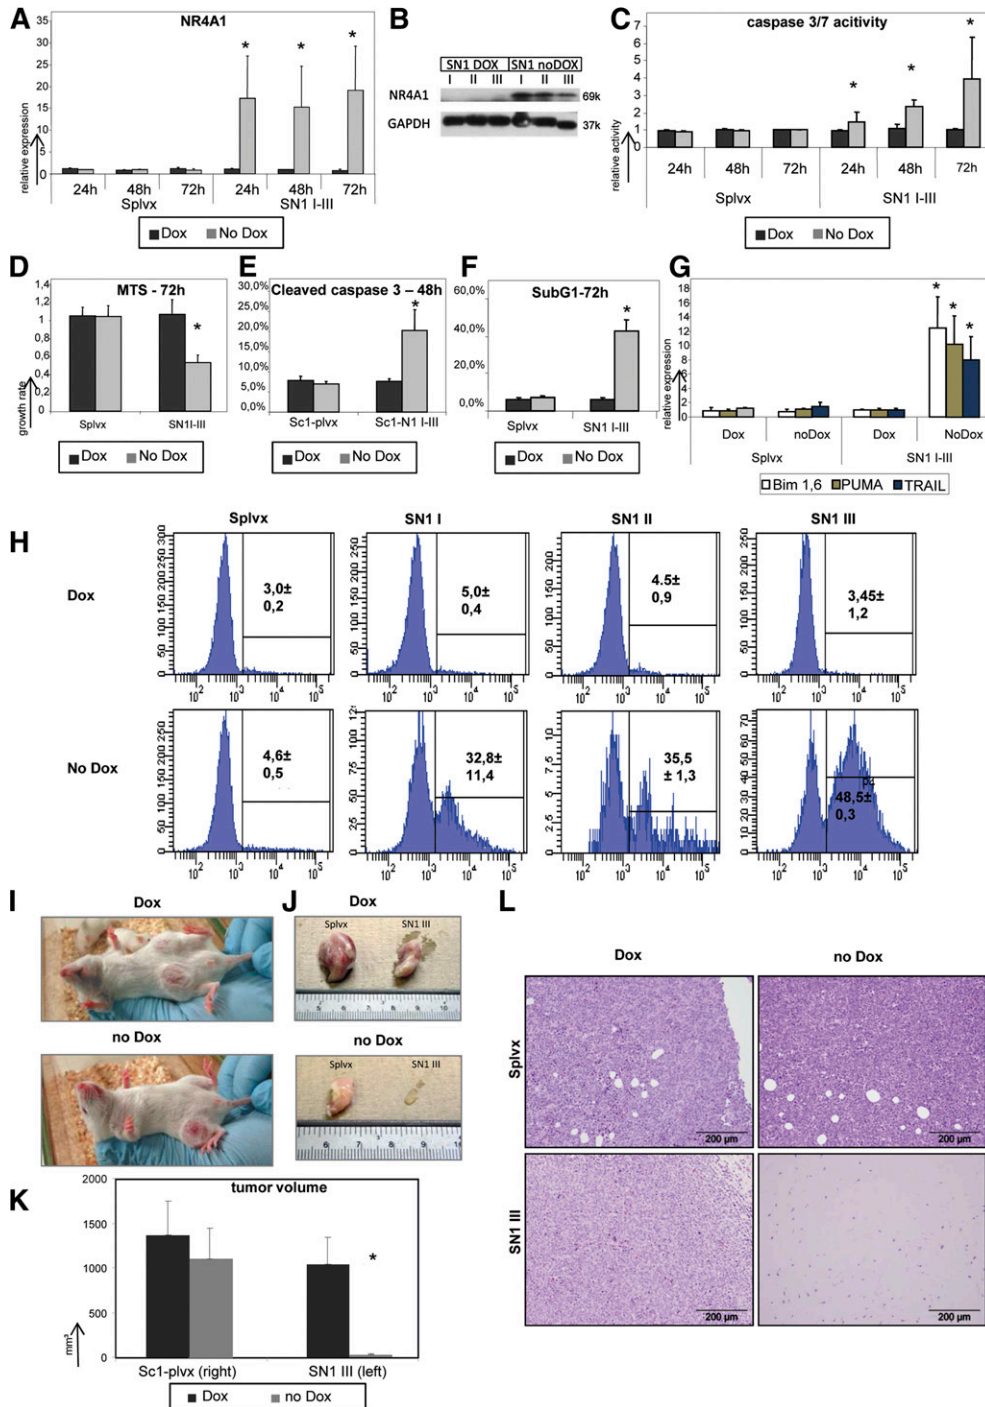 A
NR4A1
relative expression
35
30
25
20
15
10
5
0
* * *
24h 48h 72h 24h 48h 72h
Splvx SN1 I-III
Dox No Dox
B
SN1 DOX SN1 noDOX
I II III I II III
NR4A1 69k
GAPDH 37k
C
caspase 3/7 acitivity
relative activity
7
6
5
4
3
2
1
* * *
24h 48h 72h 24h 48h 72h
Splvx SN1 I-III
Dox No Dox
D
MTS - 72h
growth rate
1,4
1,2
1
0,8
0,6
0,4
0,2
0
*
Splvx SN1I-III
Dox No Dox
E
Cleaved caspase 3 – 48h
30,0%
25,0%
20,0%
15,0%
10,0%
5,0%
0,0%
*
Sc1-plvx Sc1-N1 I-III
Dox No Dox
F
SubG1-72h
60,0%
40,0%
20,0%
0,0%
*
Splvx SN1 I-III
Dox No Dox
G
relative expression
18
16
14
12
10
8
6
4
2
0
* * *
Dox noDox Dox NoDox
Splvx SN1 I-III
Bim 1,6 PUMA TRAIL
H
Splvx SN1 I SN1 II SN1 III
Dox
3,0± 0,2
5,0± 0,4
4.5± 0,9
3,45± 1,2
No Dox
4,6± 0,5
32,8± 11,4
35,5 ± 1,3
48,5± 0,3
I
Dox
no Dox
J
Dox
Splvx SN1 III
no Dox
Splvx SN1 III
K
tumor volume
mm³
2000
1500
1000
500
0
*
Sc1-plvx (right) SN1 III (left)
Dox no Dox
L
Dox no Dox
Splvx
200 µm 200 µm
SN1 III
200 µm 200 µm